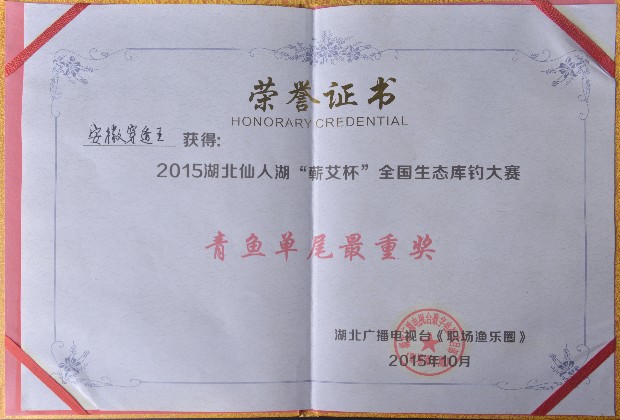 荣誉证书
HONORARY CREDENTIAL
安徽穿透王 获得:
2015湖北仙人湖“蕲艾杯”全国生态库钓大赛
青鱼单尾最重奖
湖北广播电视台《职场渔乐圈》
2015年10月